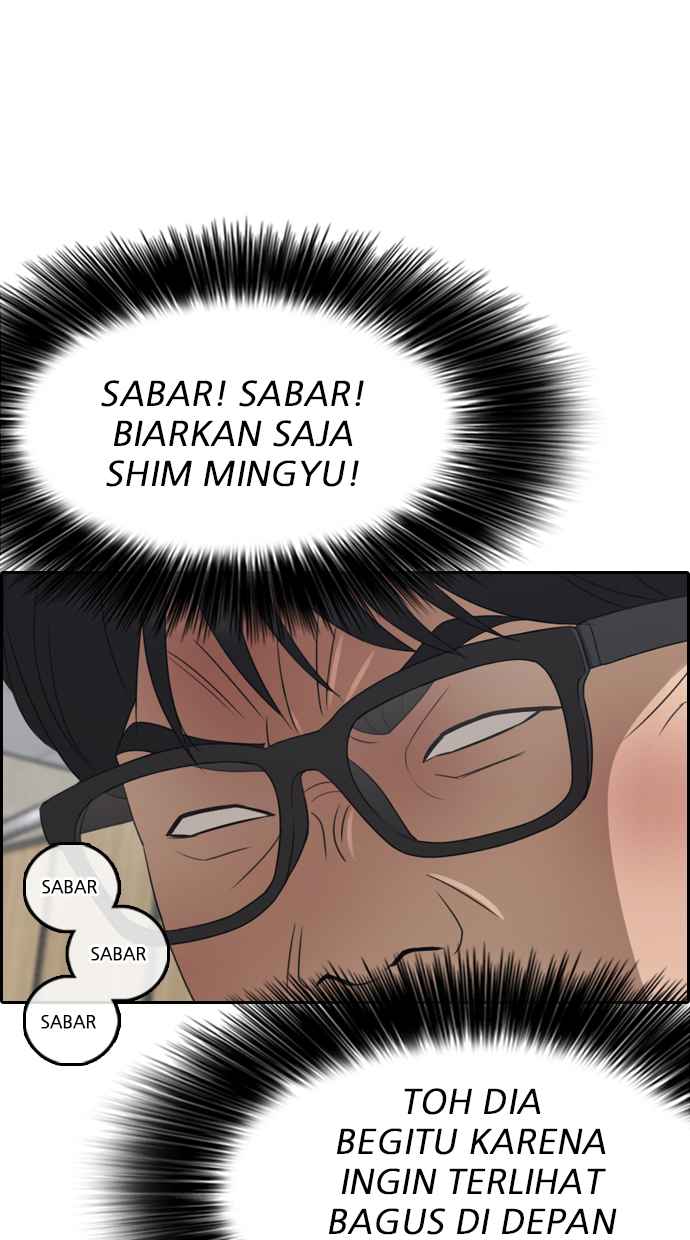 SABAR! SABAR!
BIARKAN SAJA
SHIM MINGYU!
SABAR
SABAR
SABAR
TOH DIA
BEGITU KARENA
INGIN TERLIHAT
BAGUS DI DEPAN